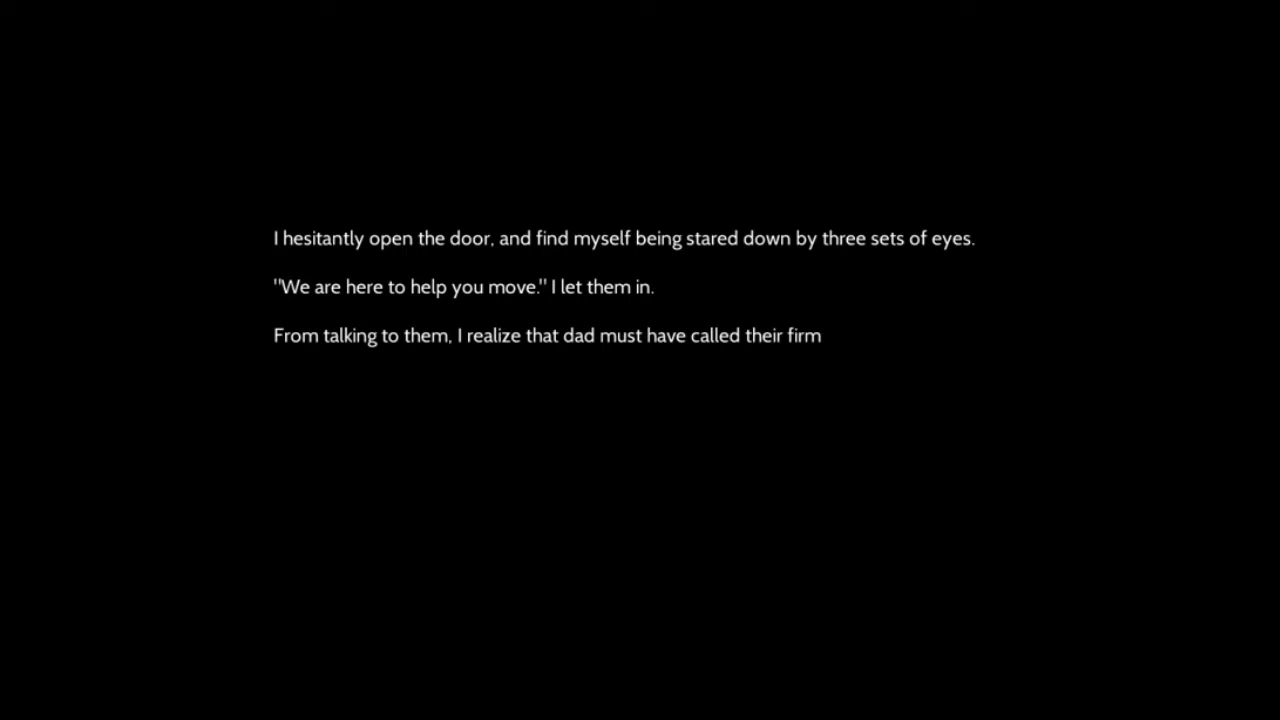 I hesitantly open the door, and find myself being stared down by three sets of eyes.
"We are here to help you move." I let them in.
From talking to them, I realize that dad must have called their firm